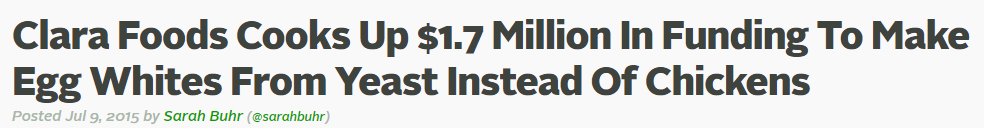 Clara Foods Cooks Up $1.7 Million In Funding To Make
Egg Whites From Yeast Instead Of Chickens
Posted Jul 9, 2015 by Sarah Buhr (@sarahbuhr)